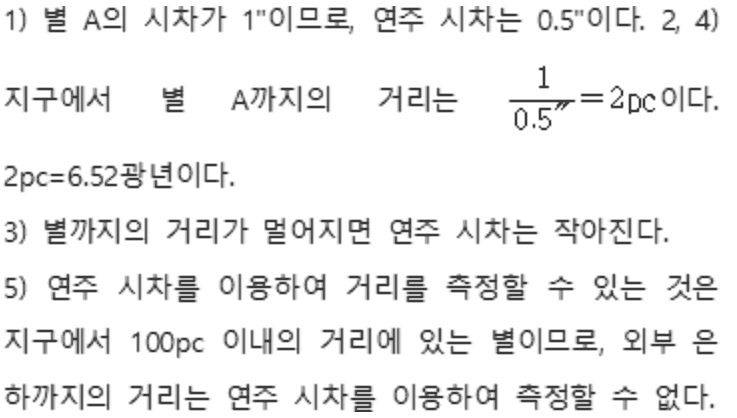 1) 별 A의 시차가 1"이므로, 연주 시차는 0.5"이다. 2, 4)
지구에서 별 A까지의 거리는 1/0.5″=2pc이다.
2pc=6.52광년이다.
3) 별까지의 거리가 멀어지면 연주 시차는 작아진다.
5) 연주 시차를 이용하여 거리를 측정할 수 있는 것은
지구에서 100pc 이내의 거리에 있는 별이므로, 외부 은
하까지의 거리는 연주 시차를 이용하여 측정할 수 없다.